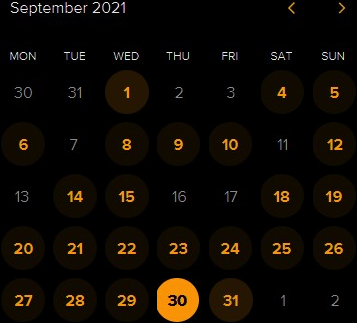 September 2021
MON TUE WED THU FRI SAT SUN
30 31 1 2 3 4 5
6 7 8 9 10 11 12
13 14 15 16 17 18 19
20 21 22 23 24 25 26
27 28 29 30 31 1 2